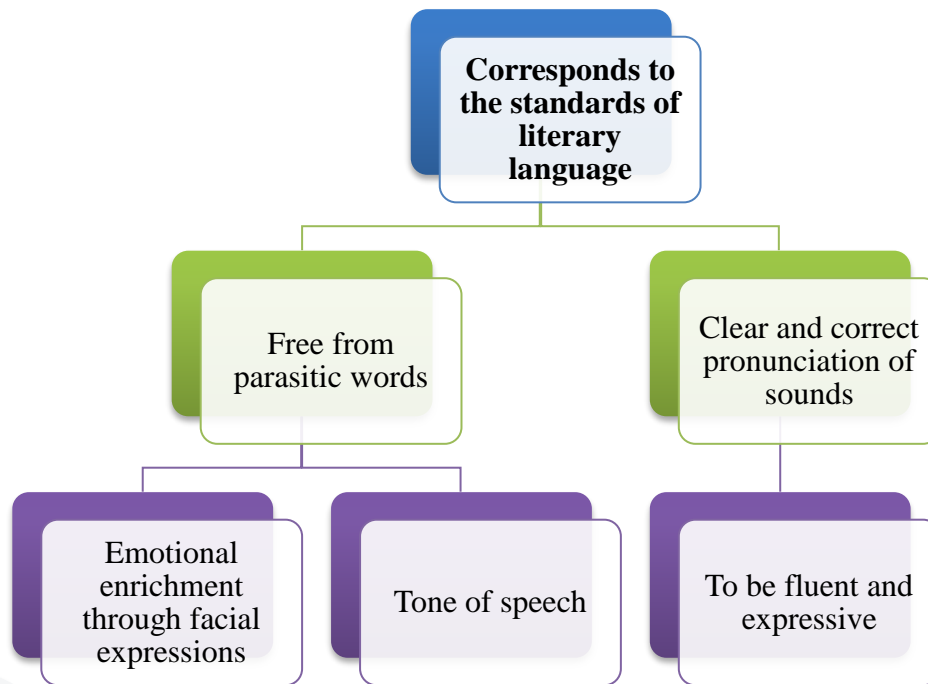 Corresponds to
the standards of
literary
language
Free from
parasitic words
Clear and correct
pronunciation of
sounds
Emotional
enrichment
through facial
expressions
Tone of speech
To be fluent and
expressive